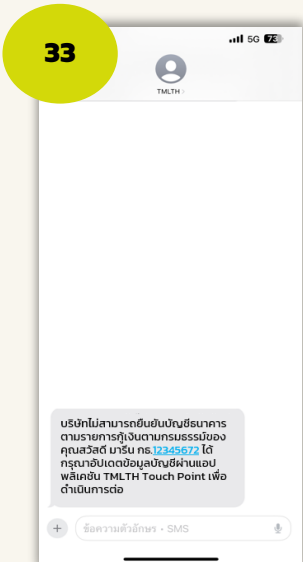 33
5G 73
TMLTH
บริษัทไม่สามารถยืนยันบัญชีธนาคาร
ตามรายการกู้เงินตามกรมธรรม์ของ
คุณสวัสดี มารีน กธ.12345672 ได้
กรุณาอัปเดตข้อมูลบัญชีผ่านแอป
พลิเคชัน TMLTH Touch Point เพื่อ
ดำเนินการต่อ
ข้อความตัวอักษร • SMS